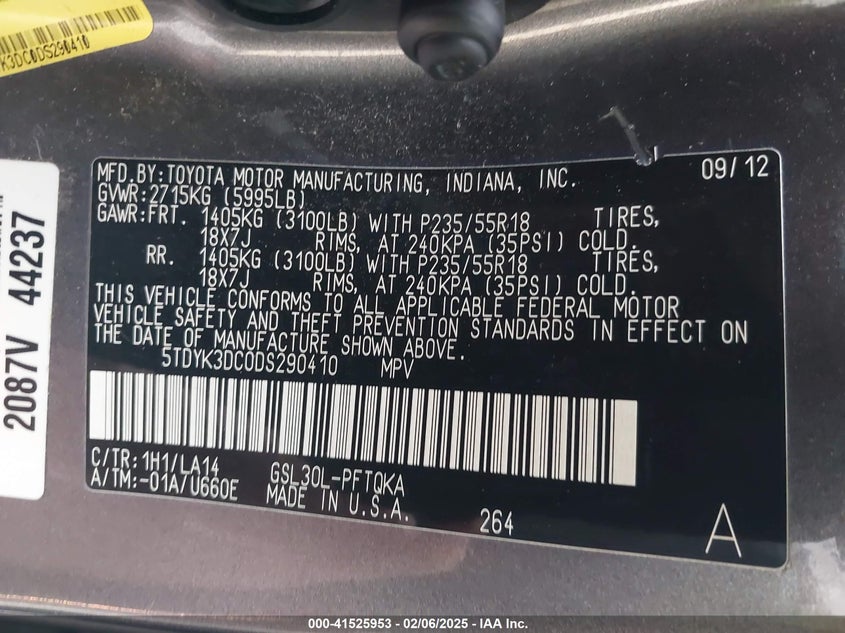 K3DC0DS290410
2087V 44237
MFD.BY:TOYOTA MOTOR MANUFACTURING, INDIANA, INC. 09/12
GVWR:2715KG (5995LB)
GAWR:FRT. 1405KG (3100LB) WITH P235/55R18 TIRES,
18X7J RIMS, AT 240KPA (35PSI) COLD.
RR. 1405KG (3100LB) WITH P235/55R18 TIRES,
18X7J RIMS, AT 240KPA (35PSI) COLD.
THIS VEHICLE CONFORMS TO ALL APPLICABLE FEDERAL MOTOR
VEHICLE SAFETY AND THEFT PREVENTION STANDARDS IN EFFECT ON
THE DATE OF MANUFACTURE SHOWN ABOVE.
5TDYK3DC0DS290410 MPV
C/TR:1H1/LA14 GSL30L-PFTQKA
A/TM:-01A/U660E MADE IN U.S.A. 264
A
000-41525953 – 02/06/2025 – IAA Inc.